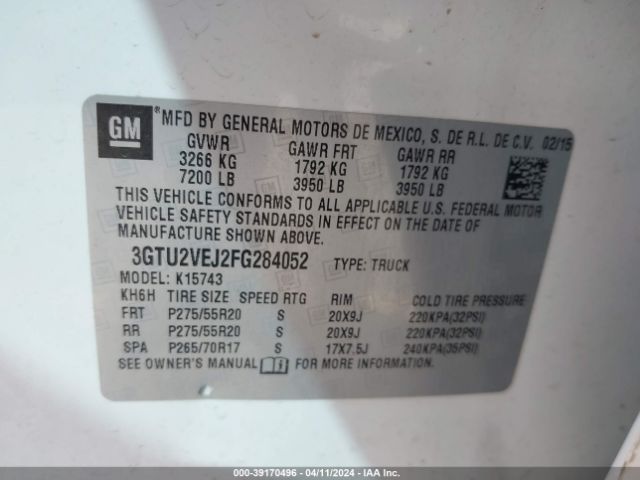 GM ® MFD BY GENERAL MOTORS DE MEXICO, S. DE R.L. DE C.V. 02/15
GVWR GAWR FRT GAWR RR
3266 KG 1792 KG 1792 KG
7200 LB 3950 LB 3950 LB
THIS VEHICLE CONFORMS TO ALL APPLICABLE U.S. FEDERAL MOTOR
VEHICLE SAFETY STANDARDS IN EFFECT ON THE DATE OF
MANUFACTURE SHOWN ABOVE.
3GTU2VEJ2FG284052 TYPE: TRUCK
MODEL: K15743
KH6H TIRE SIZE SPEED RTG RIM COLD TIRE PRESSURE
FRT P275/55R20 S 20X9J 220KPA(32PSI)
RR P275/55R20 S 20X9J 220KPA(32PSI)
SPA P265/70R17 S 17X7.5J 240KPA(35PSI)
SEE OWNER'S MANUAL FOR MORE INFORMATION.
000-39170496 - 04/11/2024 - IAA Inc.